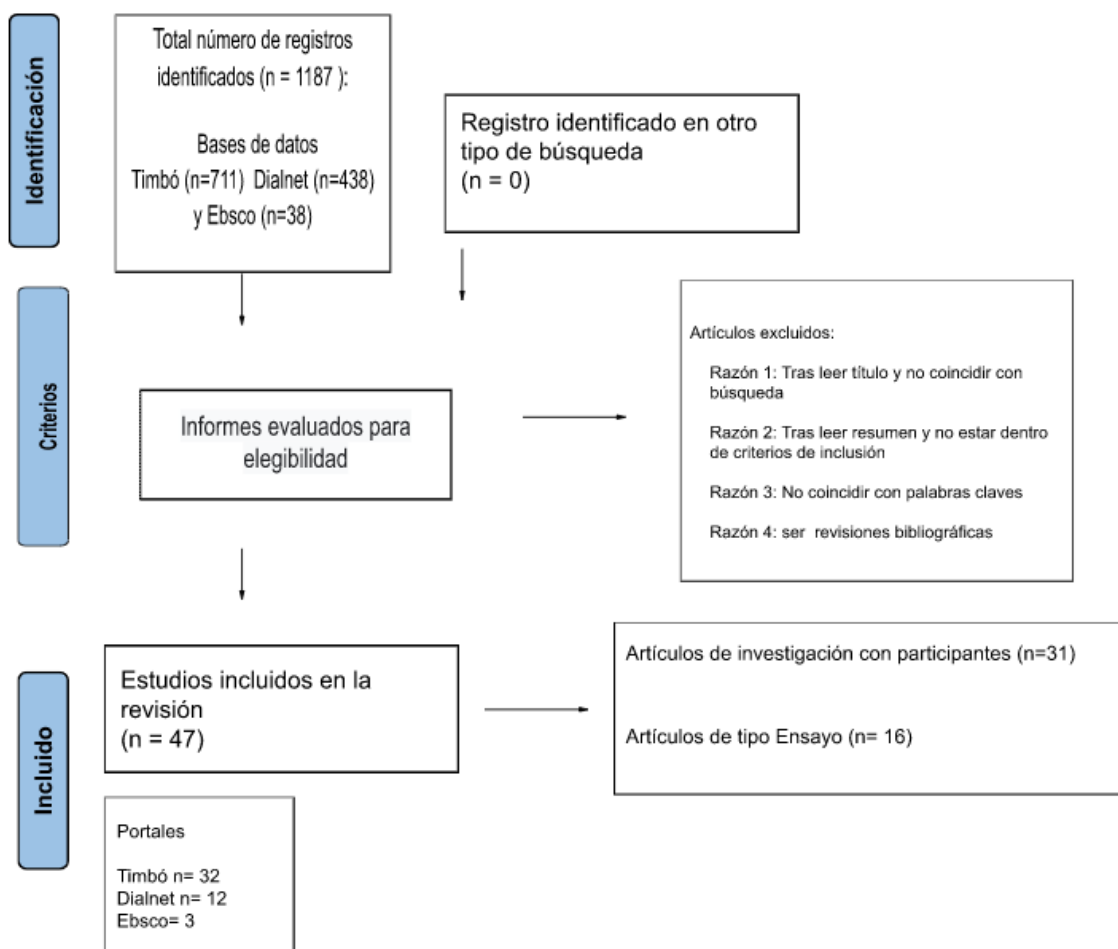 Identificación
Total número de registros
identificados (n = 1187 ):
Bases de datos
Timbó (n=711) Dialnet (n=438)
y Ebsco (n=38)
Registro identificado en otro
tipo de búsqueda
(n = 0)
Criterios
Informes evaluados para
elegibilidad
Artículos excluidos:
Razón 1: Tras leer título y no coincidir con
búsqueda
Razón 2: Tras leer resumen y no estar dentro
de criterios de inclusión
Razón 3: No coincidir con palabras claves
Razón 4: ser revisiones bibliográficas
Incluido
Estudios incluidos en la
revisión
(n = 47)
Artículos de investigación con participantes (n=31)
Artículos de tipo Ensayo (n= 16)
Portales
Timbó n= 32
Dialnet n= 12
Ebsco= 3